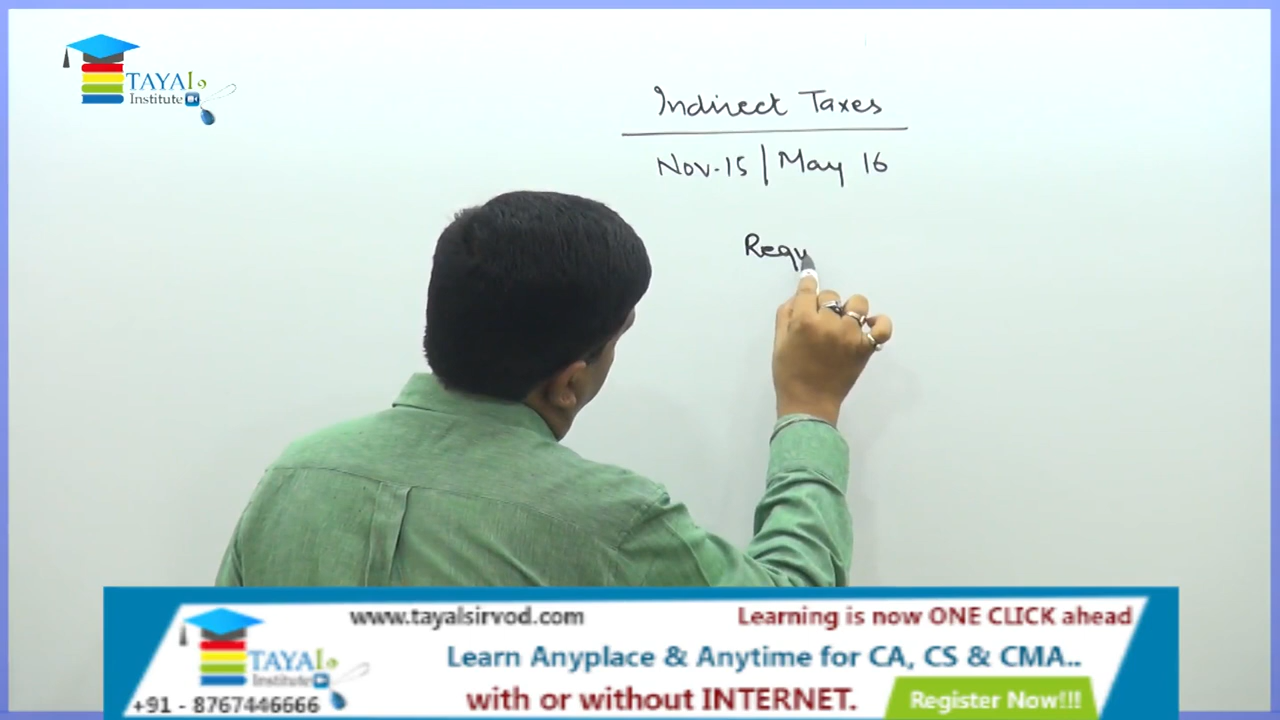 TAYAL
Institute
Indirect Taxes
Nov-15 | May 16
Requ
www.tayalsirvod.com
Learning is now ONE CLICK ahead
TAYAL
Institute
Learn Anyplace & Anytime for CA, CS & CMA..
+91 - 8767446666
with or without INTERNET.
Register Now!!!